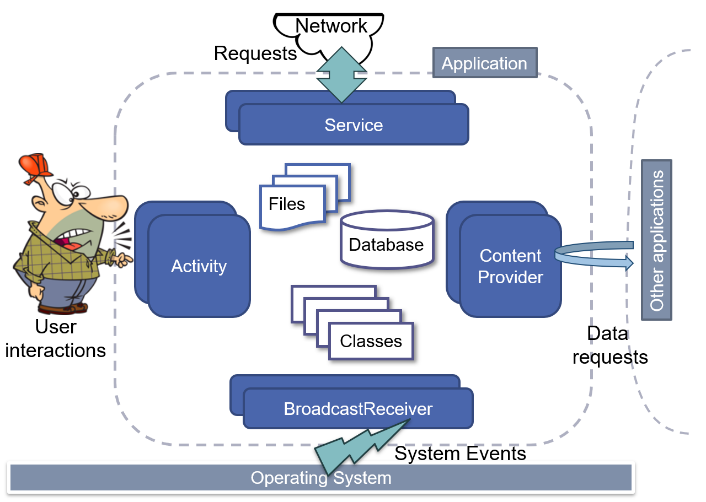 Network
Requests
Application
Service
Files
Database
Activity
Content
Provider
Other applications
Classes
User
interactions
Data
requests
BroadcastReceiver
System Events
Operating System